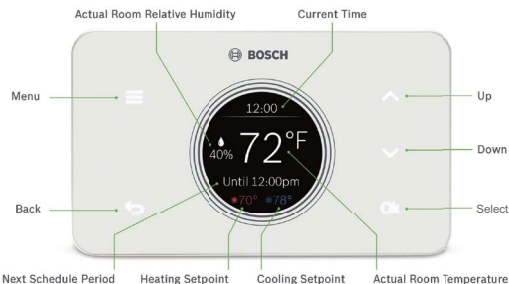 Actual Room Relative Humidity
Current Time
BOSCH
Menu
Up
12:00
72°F
40%
Down
Until 12:00pm
Back
70°
78°
Ok
Select
Next Schedule Period
Heating Setpoint
Cooling Setpoint
Actual Room Temperature